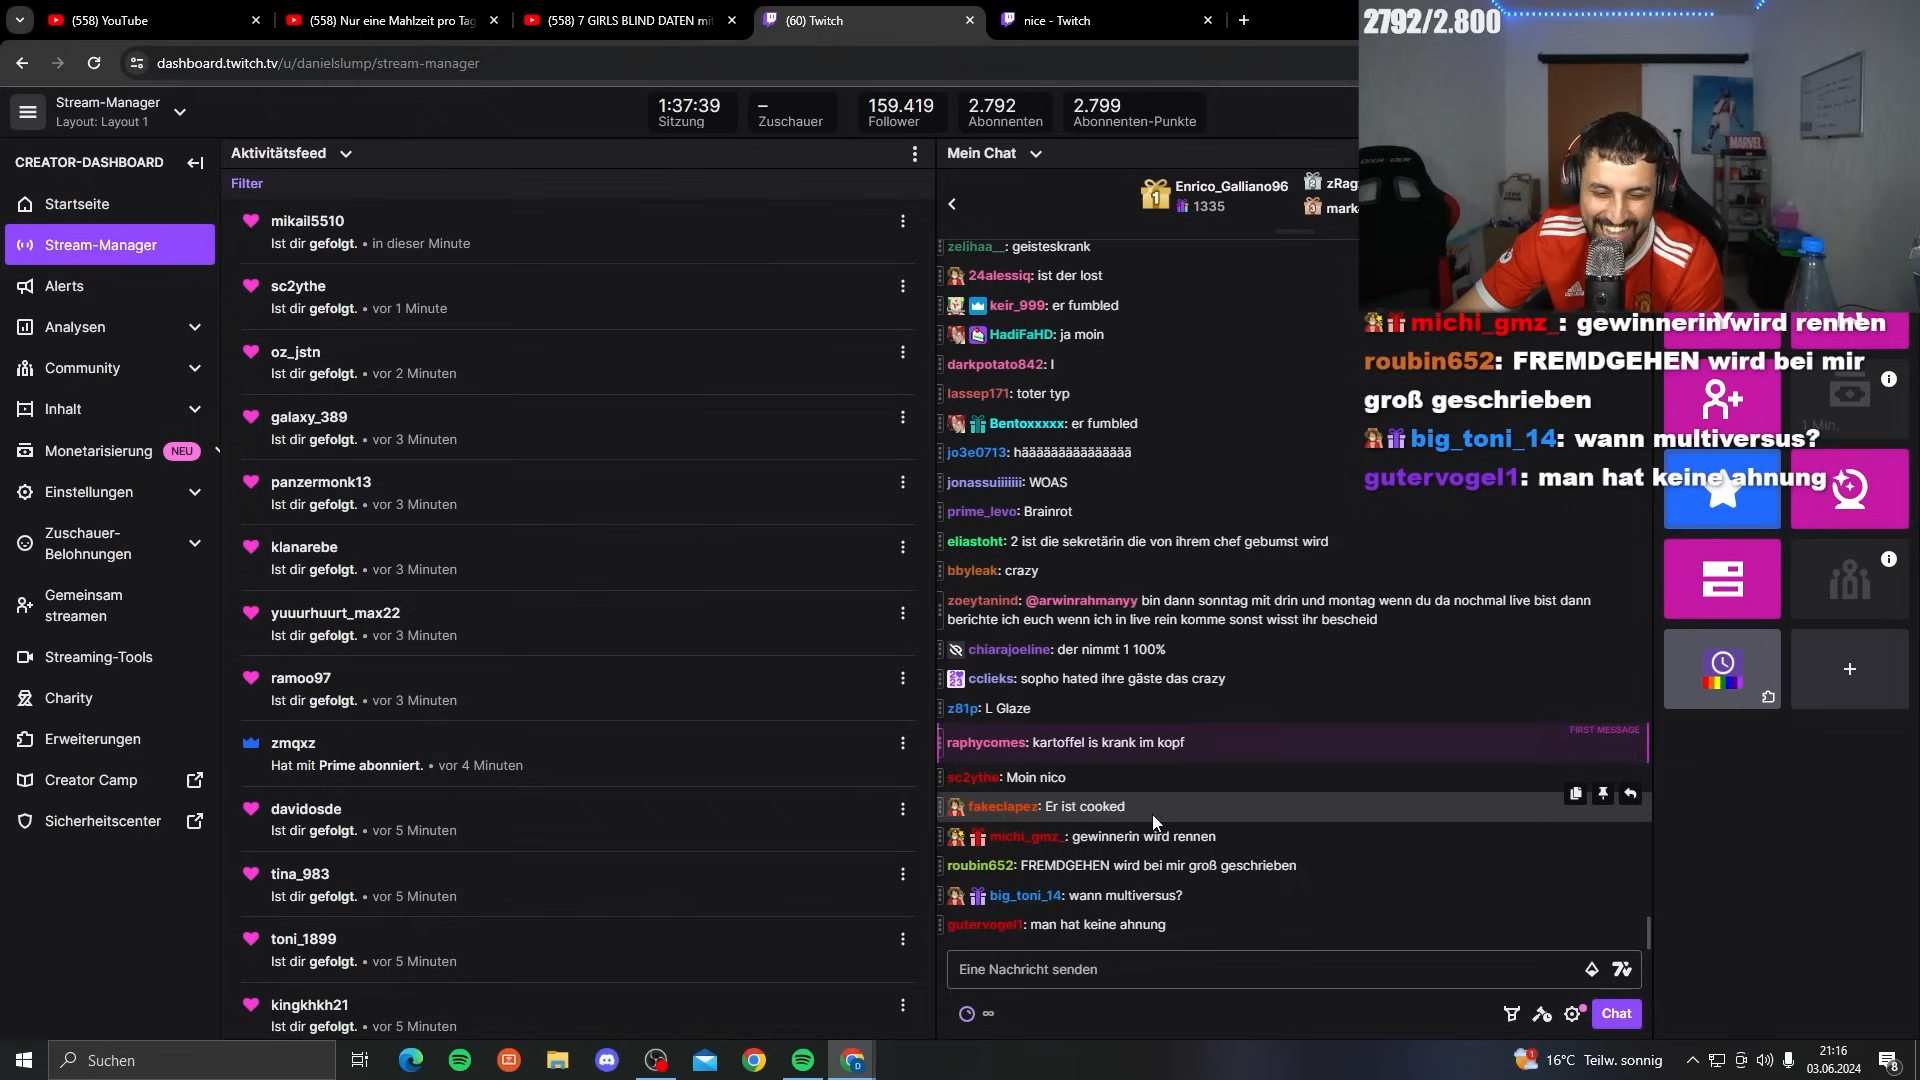 (558) YouTube
(558) Nur eine Mahlzeit pro Tag
(558) 7 GIRLS BLIND DATEN mit
(60) Twitch
nice - Twitch
2792/2.800
dashboard.twitch.tv/u/danielslump/stream-manager
Stream-Manager
Layout: Layout 1
1:37:39
Sitzung
–
Zuschauer
159.419
Follower
2.792
Abonnenten
2.799
Abonnenten-Punkte
CREATOR-DASHBOARD
Startseite
Stream-Manager
Alerts
Analysen
Community
Inhalt
Monetarisierung NEU
Einstellungen
Zuschauer-
Belohnungen
Gemeinsam
streamen
Streaming-Tools
Charity
Erweiterungen
Creator Camp
Sicherheitscenter
Aktivitätsfeed
Filter
mikail5510
Ist dir gefolgt. • in dieser Minute
sc2ythe
Ist dir gefolgt. • vor 1 Minute
oz_jstn
Ist dir gefolgt. • vor 2 Minuten
galaxy_389
Ist dir gefolgt. • vor 3 Minuten
panzermonk13
Ist dir gefolgt. • vor 3 Minuten
klanarebe
Ist dir gefolgt. • vor 3 Minuten
yuuurhuurt_max22
Ist dir gefolgt. • vor 3 Minuten
ramoo97
Ist dir gefolgt. • vor 3 Minuten
zmqxz
Hat mit Prime abonniert. • vor 4 Minuten
davidosde
Ist dir gefolgt. • vor 5 Minuten
tina_983
Ist dir gefolgt. • vor 5 Minuten
toni_1899
Ist dir gefolgt. • vor 5 Minuten
kingkhkh21
Ist dir gefolgt. • vor 5 Minuten
Mein Chat
1
Enrico_Galliano96
1335
2 zRag
3 mark
zelihaa__: geisteskrank
24alessiq: ist der lost
keir_999: er fumbled
HadiFaHD: ja moin
darkpotato842: l
lassep171: toter typ
Bentoxxxxx: er fumbled
jo3e0713: hääääääääääääääää
jonassuiiiiiii: WOAS
prime_levo: Brainrot
eliastoht: 2 ist die sekretärin die von ihrem chef gebumst wird
bbyleak: crazy
zoeytanind: @arwinrahmanyy bin dann sonntag mit drin und montag wenn du da nochmal live bist dann
berichte ich euch wenn ich in live rein komme sonst wisst ihr bescheid
chiarajoeline: der nimmt 1 100%
cclieks: sopho hated ihre gäste das crazy
z81p: L Glaze
FIRST MESSAGE
raphycomes: kartoffel is krank im kopf
sc2ythe: Moin nico
fakeclapez: Er ist cooked
michi_gmz_: gewinnerin wird rennen
roubin652: FREMDGEHEN wird bei mir groß geschrieben
big_toni_14: wann multiversus?
gutervogel1: man hat keine ahnung
Eine Nachricht senden
Chat
MARVEL
michi_gmz_: gewinnerin wird rennen
roubin652: FREMDGEHEN wird bei mir
groß geschrieben
big_toni_14: wann multiversus?
gutervogel1: man hat keine ahnung
1 Min.
Suchen
16°C Teilw. sonnig
21:16
03.06.2024
8